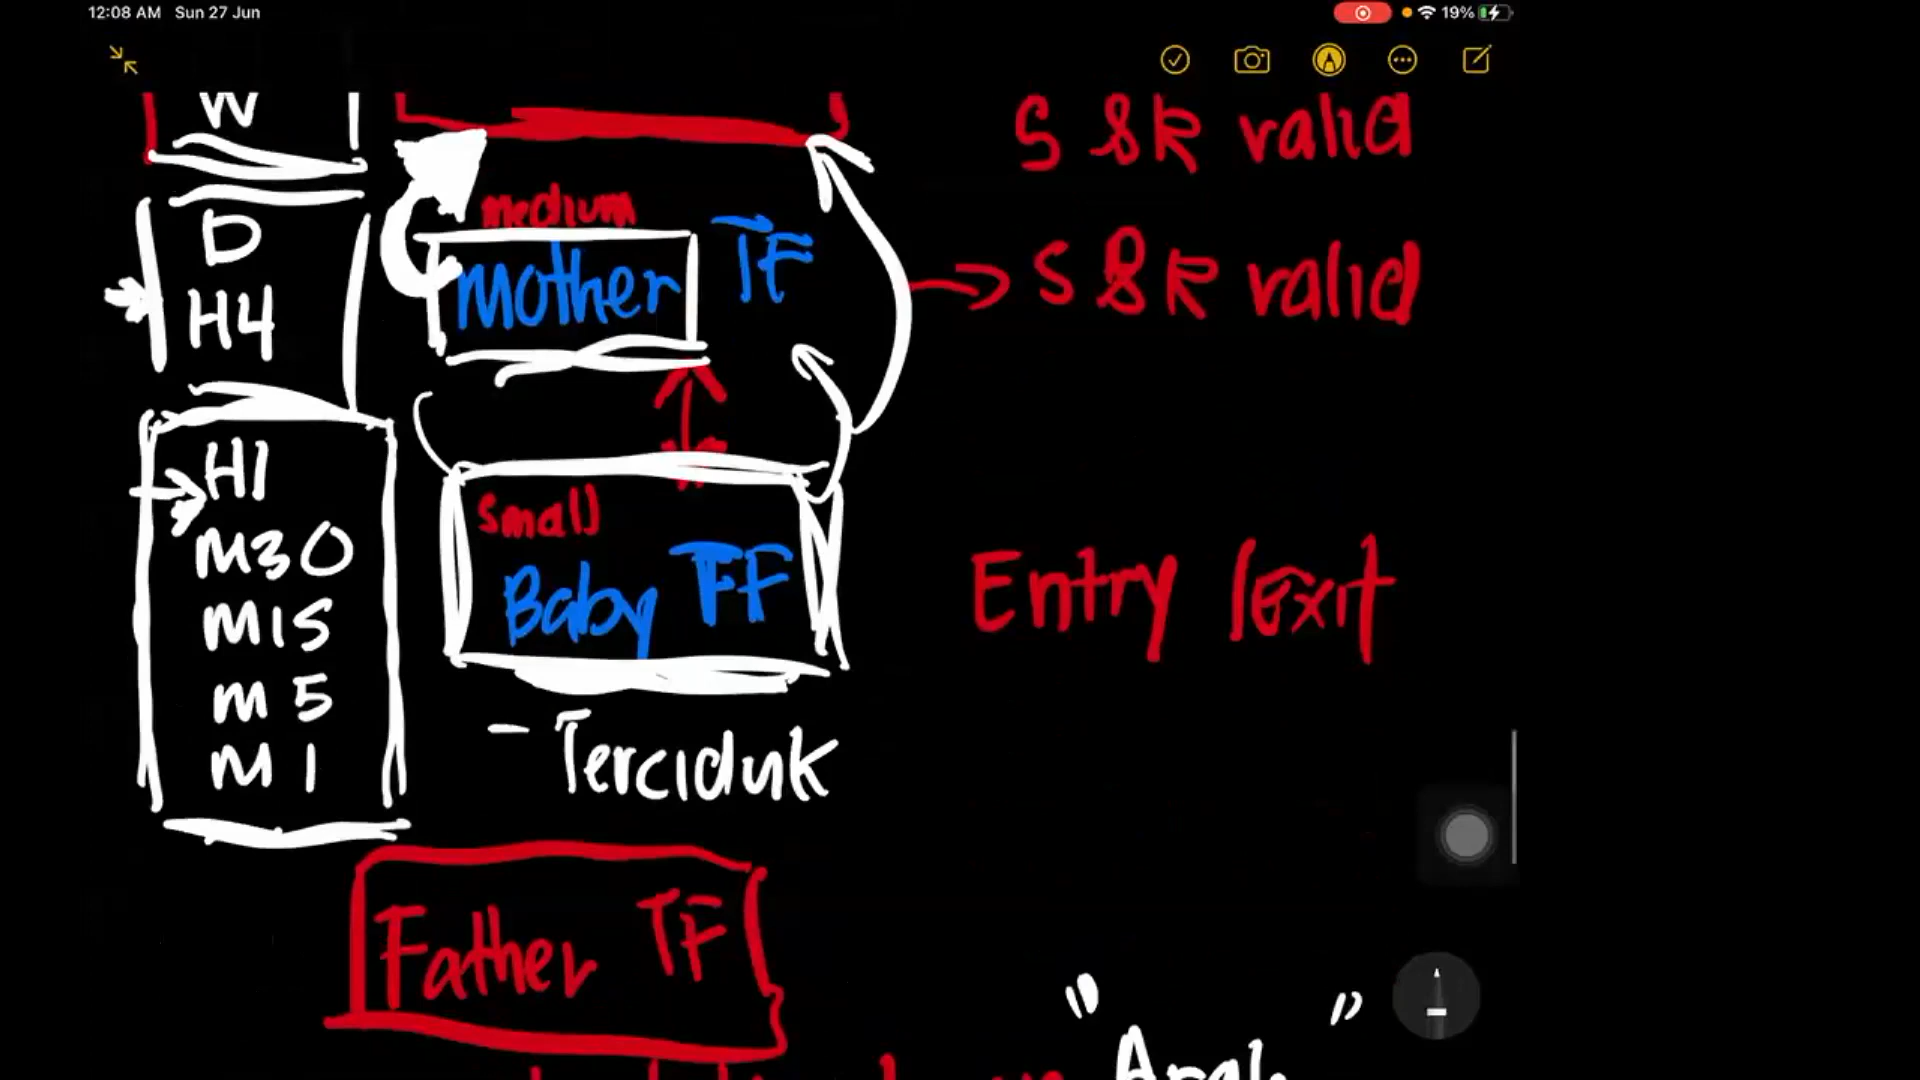 12:08 AM Sun 27 Jun 19%
W
S & R valid
D
medium
Mother TF
S & R valid
H4
H1
small
M30
Baby TF
Entry / exit
M15
M5
M1
- Terciduk
Father TF
"Arah"